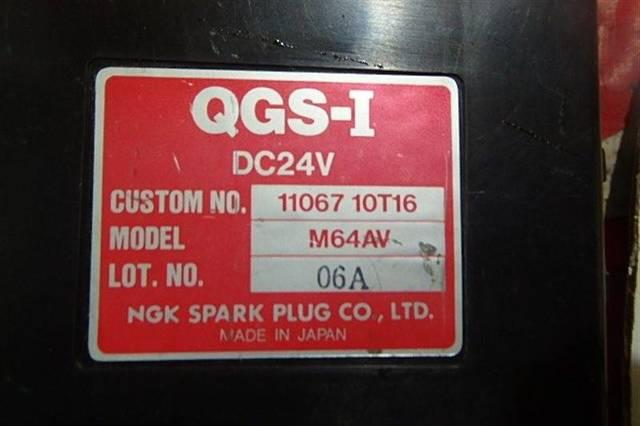 QGS-I
DC24V
CUSTOM NO. 11067 10T16
MODEL M64AV
LOT. NO. 06A
NGK SPARK PLUG CO., LTD.
MADE IN JAPAN